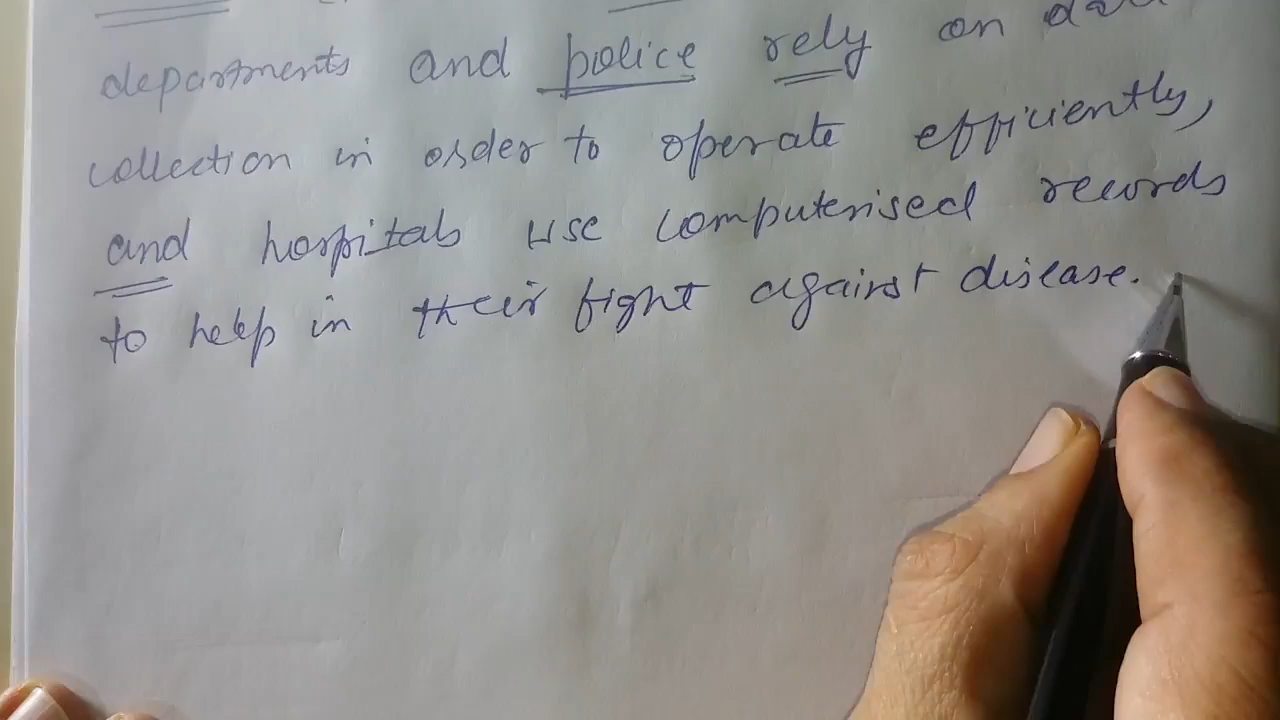 departments and police rely on
collection in order to operate efficiently,
and hospitals use computerised records
to help in their fight against disease.